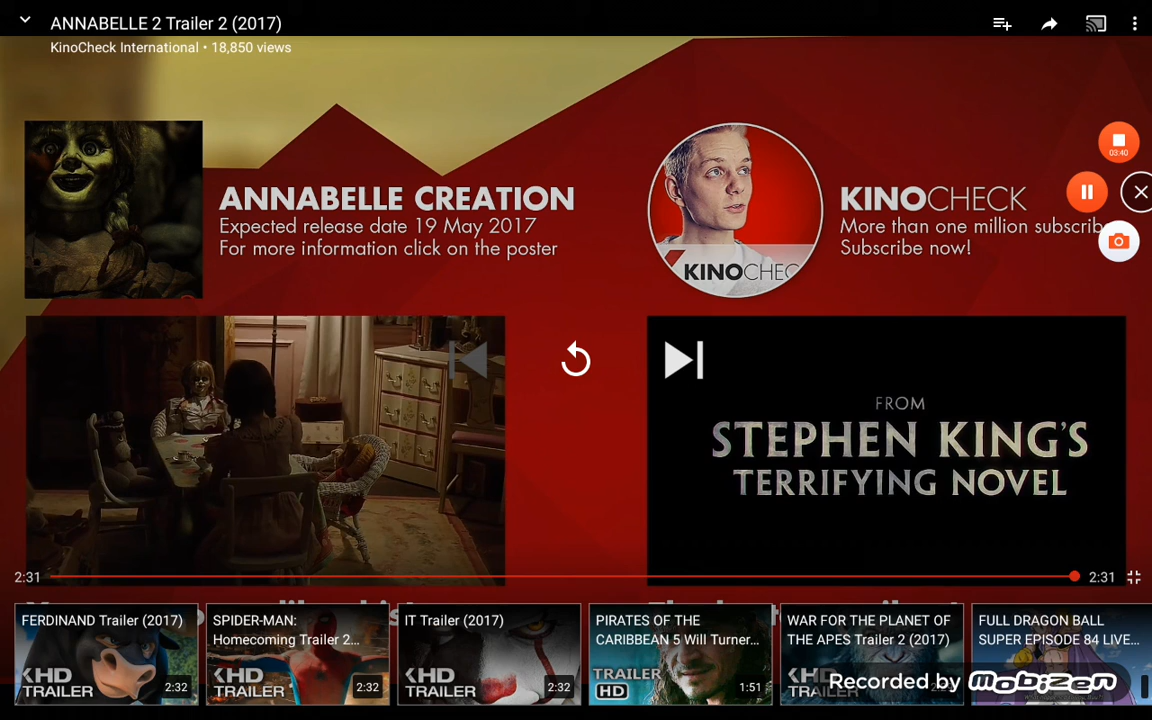 ANNABELLE 2 Trailer 2 (2017)
KinoCheck International • 18,850 views
03:40
ANNABELLE CREATION
Expected release date 19 May 2017
For more information click on the poster
KINOCHECK
More than one million subscrib
Subscribe now!
KINOCHEC
FROM
STEPHEN KING'S
TERRIFYING NOVEL
2:31
2:31
FERDINAND Trailer (2017)
KHD
TRAILER
2:32
SPIDER-MAN:
Homecoming Trailer 2...
KHD
TRAILER
2:32
IT Trailer (2017)
KHD
TRAILER
2:32
PIRATES OF THE
CARIBBEAN 5 Will Turner...
TRAILER
HD
1:51
WAR FOR THE PLANET OF
THE APES Trailer 2 (2017)
KHD
TRAILER
FULL DRAGON BALL
SUPER EPISODE 84 LIVE...
Recorded by mobizen